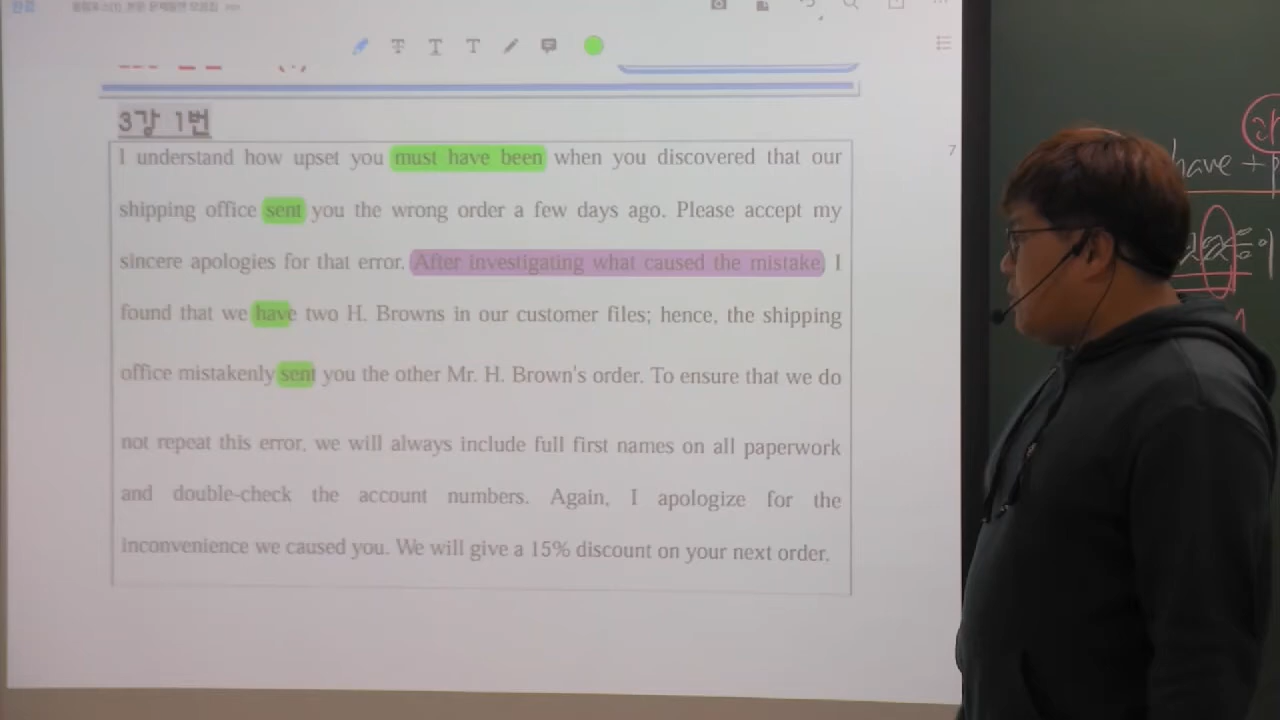 완료
3강 1번
I understand how upset you must have been when you discovered that our
shipping office sent you the wrong order a few days ago. Please accept my
sincere apologies for that error. After investigating what caused the mistake, I
found that we have two H. Browns in our customer files; hence, the shipping
office mistakenly sent you the other Mr. H. Brown's order. To ensure that we do
not repeat this error, we will always include full first names on all paperwork
and double-check the account numbers. Again, I apologize for the
inconvenience we caused you. We will give a 15% discount on your next order.
7
have + p